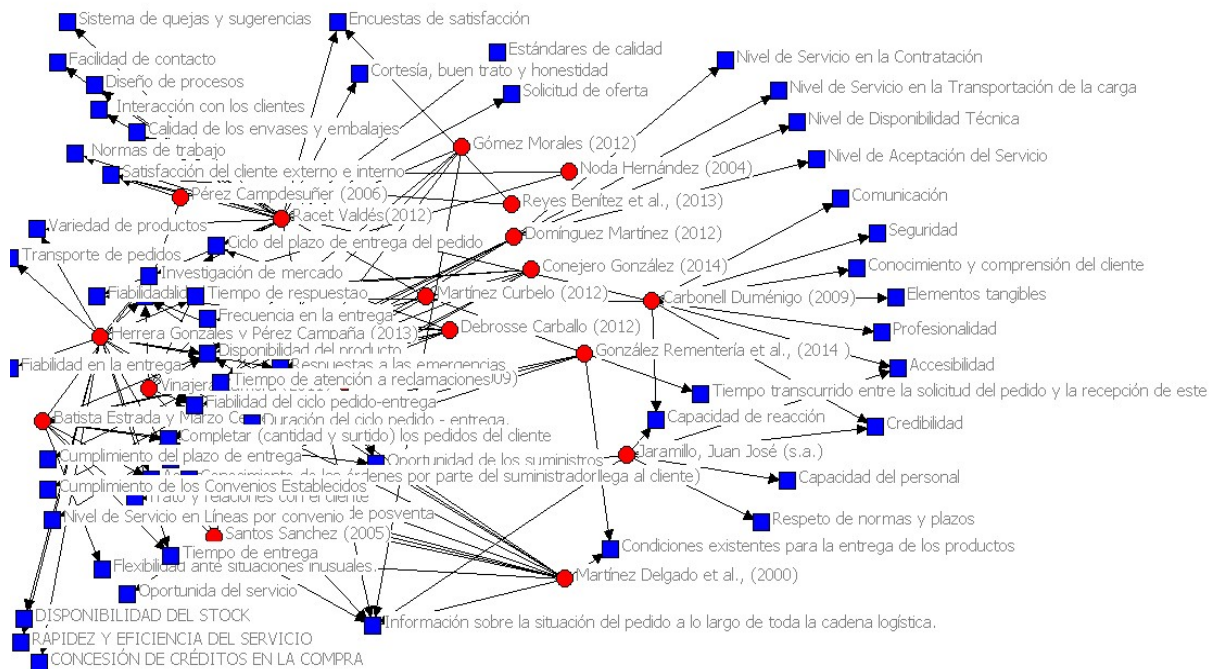 Sistema de quejas y sugerencias
Encuestas de satisfacción
Estándares de calidad
Nivel de Servicio en la Contratación
Facilidad de contacto
Cortesía, buen trato y honestidad
Diseño de procesos
Solicitud de oferta
Nivel de Servicio en la Transportación de la carga
Interacción con los clientes
Nivel de Disponibilidad Técnica
Calidad de los envases y embalajes
Gómez Morales (2012)
Normas de trabajo
Nivel de Aceptación del Servicio
Satisfacción del cliente externo e interno
Noda Hernández (2004)
Pérez Campdesuñer (2006)
Comunicación
Reyes Benítez et al., (2013)
Racet Valdés(2012)
Variedad de productos
Seguridad
Domínguez Martínez (2012)
Ciclo del plazo de entrega del pedido
Transporte de pedidos
Conocimiento y comprensión del cliente
Conejero González (2014)
Investigación de mercado
Fiabilidad
Tiempo de respuesta
Martínez Curbelo (2012)
Carbonell Duménigo (2009)
Elementos tangibles
Frecuencia en la entrega
Herrera Gonzáles y Pérez Campaña (2013)
Debrosse Carballo (2012)
Profesionalidad
Disponibilidad del producto
González Rementería et al., (2014 )
Fiabilidad en la entrega
Respuestas a las emergencias
Accesibilidad
Tiempo de atención a reclamaciones
09)
Vinajera
Tiempo transcurrido entre la solicitud del pedido y la recepción de este
Fiabilidad del ciclo pedido-entrega
Batista Estrada y Marzo
Duración del ciclo pedido - entrega.
Capacidad de reacción
Credibilidad
Completar (cantidad y surtido) los pedidos del cliente
Cumplimiento del plazo de entrega
Oportunidad de los suministros
Jaramillo, Juan José (s.a.)
Conocimiento de las órdenes por parte del suministrador
llega al cliente)
Capacidad del personal
Cumplimiento de los Convenios Establecidos
Trato y relaciones con el cliente
Nivel de Servicio en Líneas por convenio
de posventa
Respeto de normas y plazos
Santos Sanchez (2005)
Tiempo de entrega
Condiciones existentes para la entrega de los productos
Flexibilidad ante situaciones inusuales.
Martínez Delgado et al., (2000)
Oportunida del servicio
DISPONIBILIDAD DEL STOCK
Información sobre la situación del pedido a lo largo de toda la cadena logística.
RAPIDEZ Y EFICIENCIA DEL SERVICIO
CONCESIÓN DE CRÉDITOS EN LA COMPRA